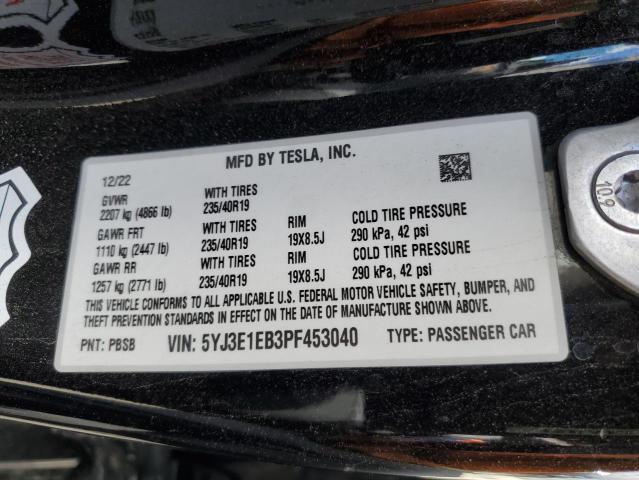 MFD BY TESLA, INC.
12/22
GVWR WITH TIRES
2207 kg (4866 lb) 235/40R19
GAWR FRT WITH TIRES RIM COLD TIRE PRESSURE
1110 kg (2447 lb) 235/40R19 19X8.5J 290 kPa, 42 psi
GAWR RR WITH TIRES RIM COLD TIRE PRESSURE
1257 kg (2771 lb) 235/40R19 19X8.5J 290 kPa, 42 psi
THIS VEHICLE CONFORMS TO ALL APPLICABLE U.S. FEDERAL MOTOR VEHICLE SAFETY, BUMPER, AND
THEFT PREVENTION STANDARDS IN EFFECT ON THE DATE OF MANUFACTURE SHOWN ABOVE.
PNT: PBSB VIN: 5YJ3E1EB3PF453040 TYPE: PASSENGER CAR
10.9